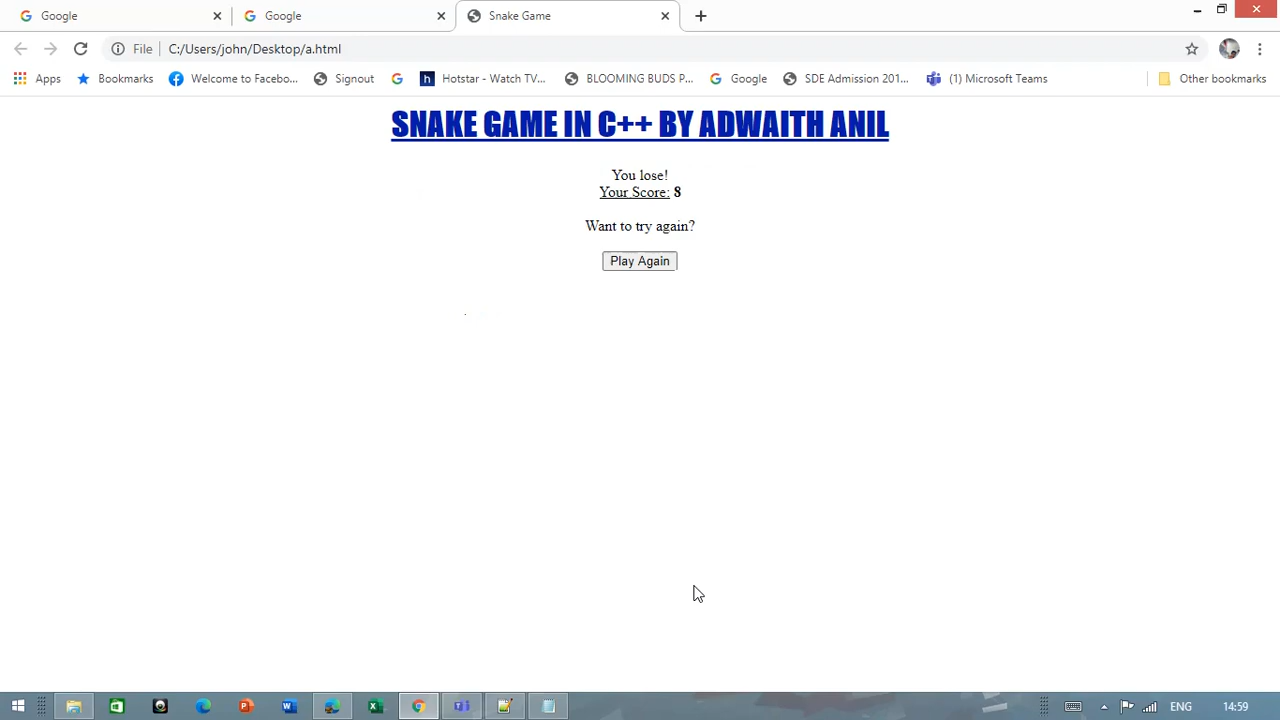 Google
Google
Snake Game
File
C:/Users/john/Desktop/a.html
Apps
Bookmarks
Welcome to Facebo...
Signout
Hotstar - Watch TV...
BLOOMING BUDS P...
Google
SDE Admission 201...
(1) Microsoft Teams
Other bookmarks
SNAKE GAME IN C++ BY ADWAITH ANIL
You lose!
Your Score: 8
Want to try again?
Play Again
ENG
14:59